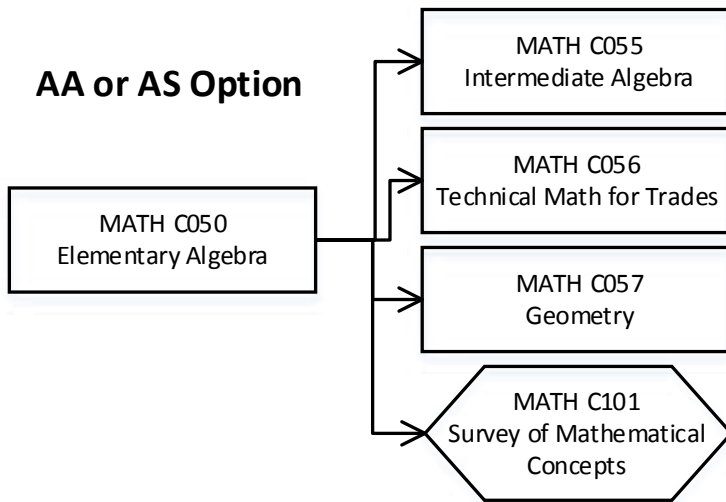 AA or AS Option
MATH C050
Elementary Algebra
MATH C055
Intermediate Algebra
MATH C056
Technical Math for Trades
MATH C057
Geometry
MATH C101
Survey of Mathematical
Concepts